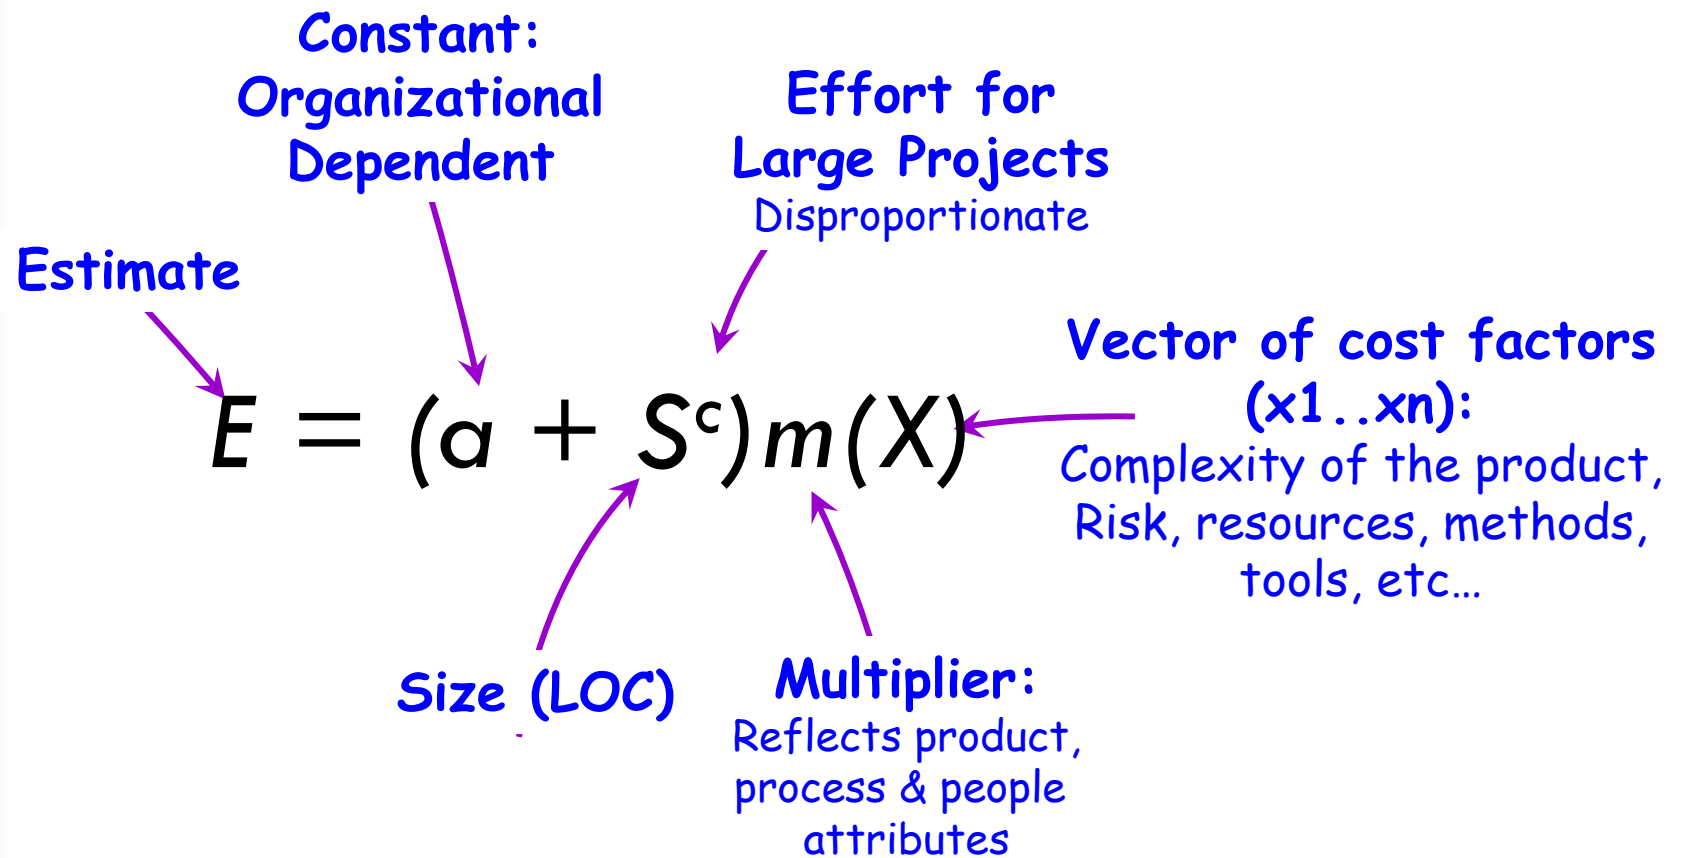 Constant:
Organizational
Dependent
Effort for
Large Projects
Disproportionate
Estimate
Vector of cost factors
(x1..xn):
Complexity of the product,
Risk, resources, methods,
tools, etc…
E = (a + Sᶜ)m(X)
Size (LOC)
Multiplier:
Reflects product,
process & people
attributes